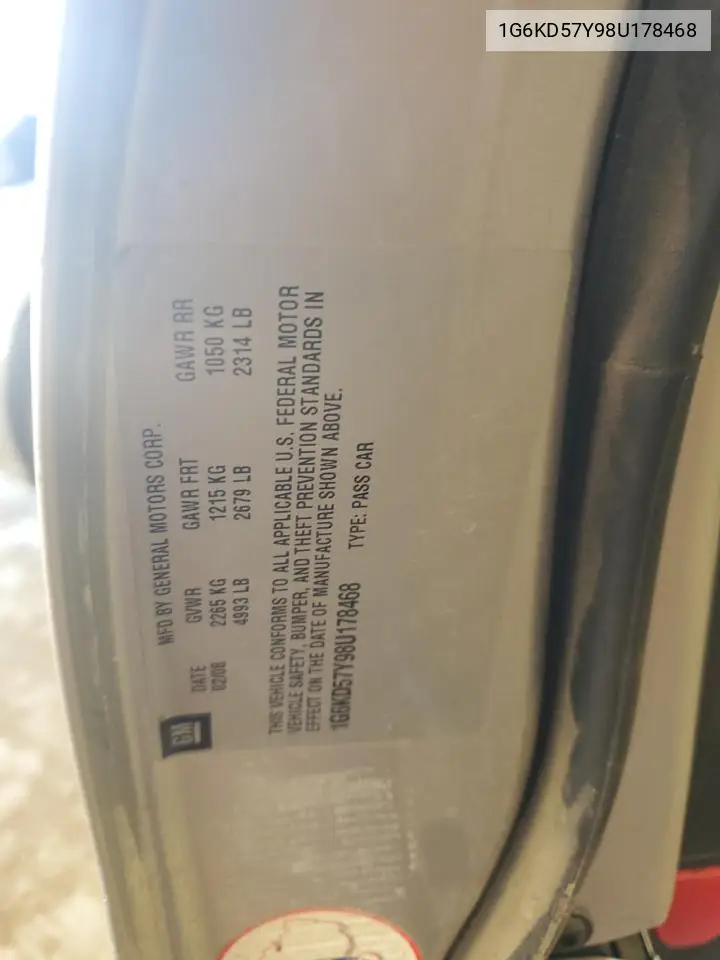 1G6KD57Y98U178468
GM
MFD BY GENERAL MOTORS CORP.
DATE GVWR GAWR FRT GAWR RR
02/08 2265 KG 1215 KG 1050 KG
4993 LB 2679 LB 2314 LB
THIS VEHICLE CONFORMS TO ALL APPLICABLE U.S. FEDERAL MOTOR
VEHICLE SAFETY, BUMPER, AND THEFT PREVENTION STANDARDS IN
EFFECT ON THE DATE OF MANUFACTURE SHOWN ABOVE.
1G6KD57Y98U178468 TYPE: PASS CAR